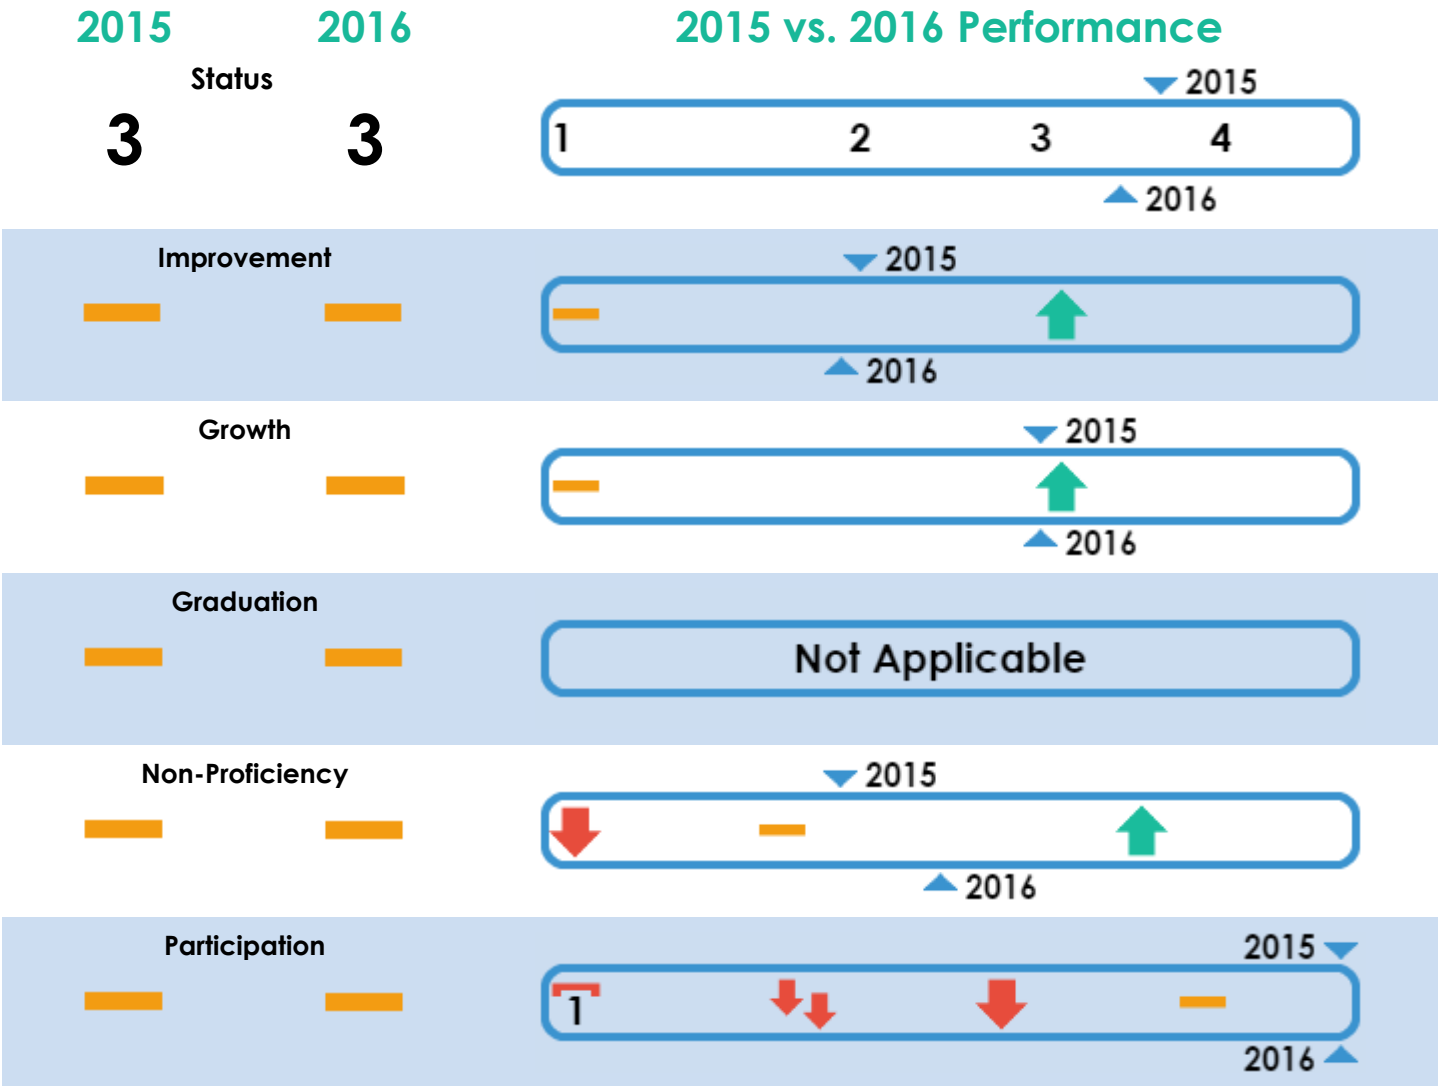 2015 2016 2015 vs. 2016 Performance
Status
2015
3 3 1 2 3 4
2016
Improvement
2015
2016
Growth
2015
2016
Graduation
Not Applicable
Non-Proficiency
2015
2016
Participation
2015
1
2016